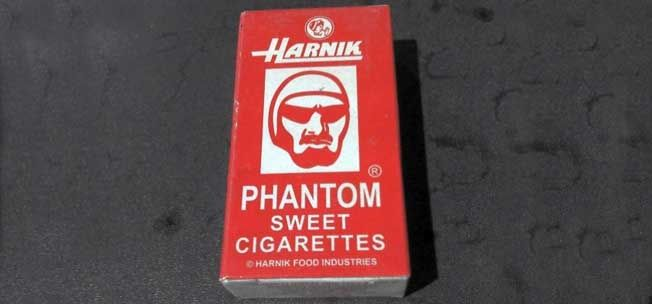 HARNIK
®
PHANTOM
SWEET
CIGARETTES
© HARNIK FOOD INDUSTRIES